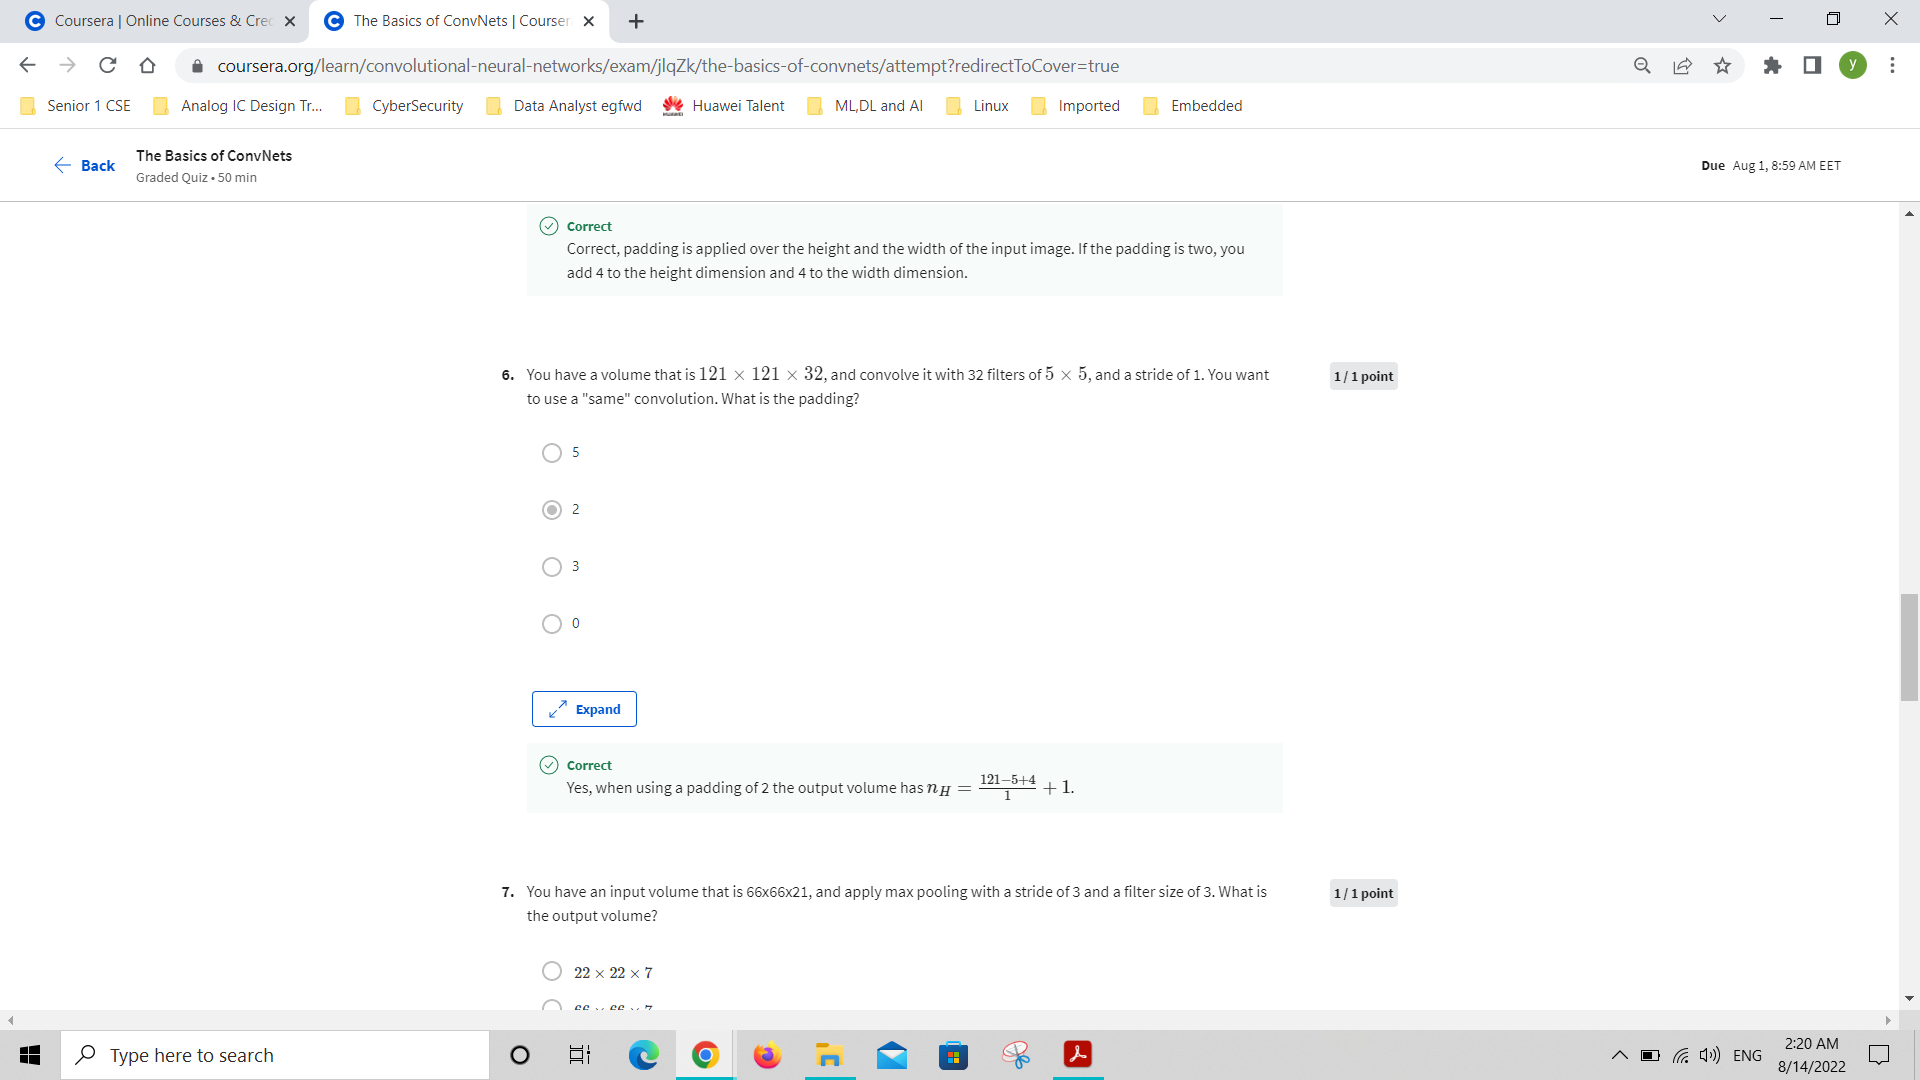 Coursera | Online Courses & Cre
The Basics of ConvNets | Courser
coursera.org/learn/convolutional-neural-networks/exam/jlqZk/the-basics-of-convnets/attempt?redirectToCover=true
y
Senior 1 CSE
Analog IC Design Tr...
CyberSecurity
Data Analyst egfwd
Huawei Talent
ML,DL and AI
Linux
Imported
Embedded
Back
The Basics of ConvNets
Graded Quiz • 50 min
Due Aug 1, 8:59 AM EET
Correct
Correct, padding is applied over the height and the width of the input image. If the padding is two, you
add 4 to the height dimension and 4 to the width dimension.
6. You have a volume that is 121 × 121 × 32, and convolve it with 32 filters of 5 × 5, and a stride of 1. You want
to use a "same" convolution. What is the padding?
1 / 1 point
5
2
3
0
Expand
Correct
Yes, when using a padding of 2 the output volume has n_H = \frac{121-5+4}{1} + 1.
7. You have an input volume that is 66x66x21, and apply max pooling with a stride of 3 and a filter size of 3. What is
the output volume?
1 / 1 point
22 × 22 × 7
66 × 66 × 7
Type here to search
ENG
2:20 AM
8/14/2022